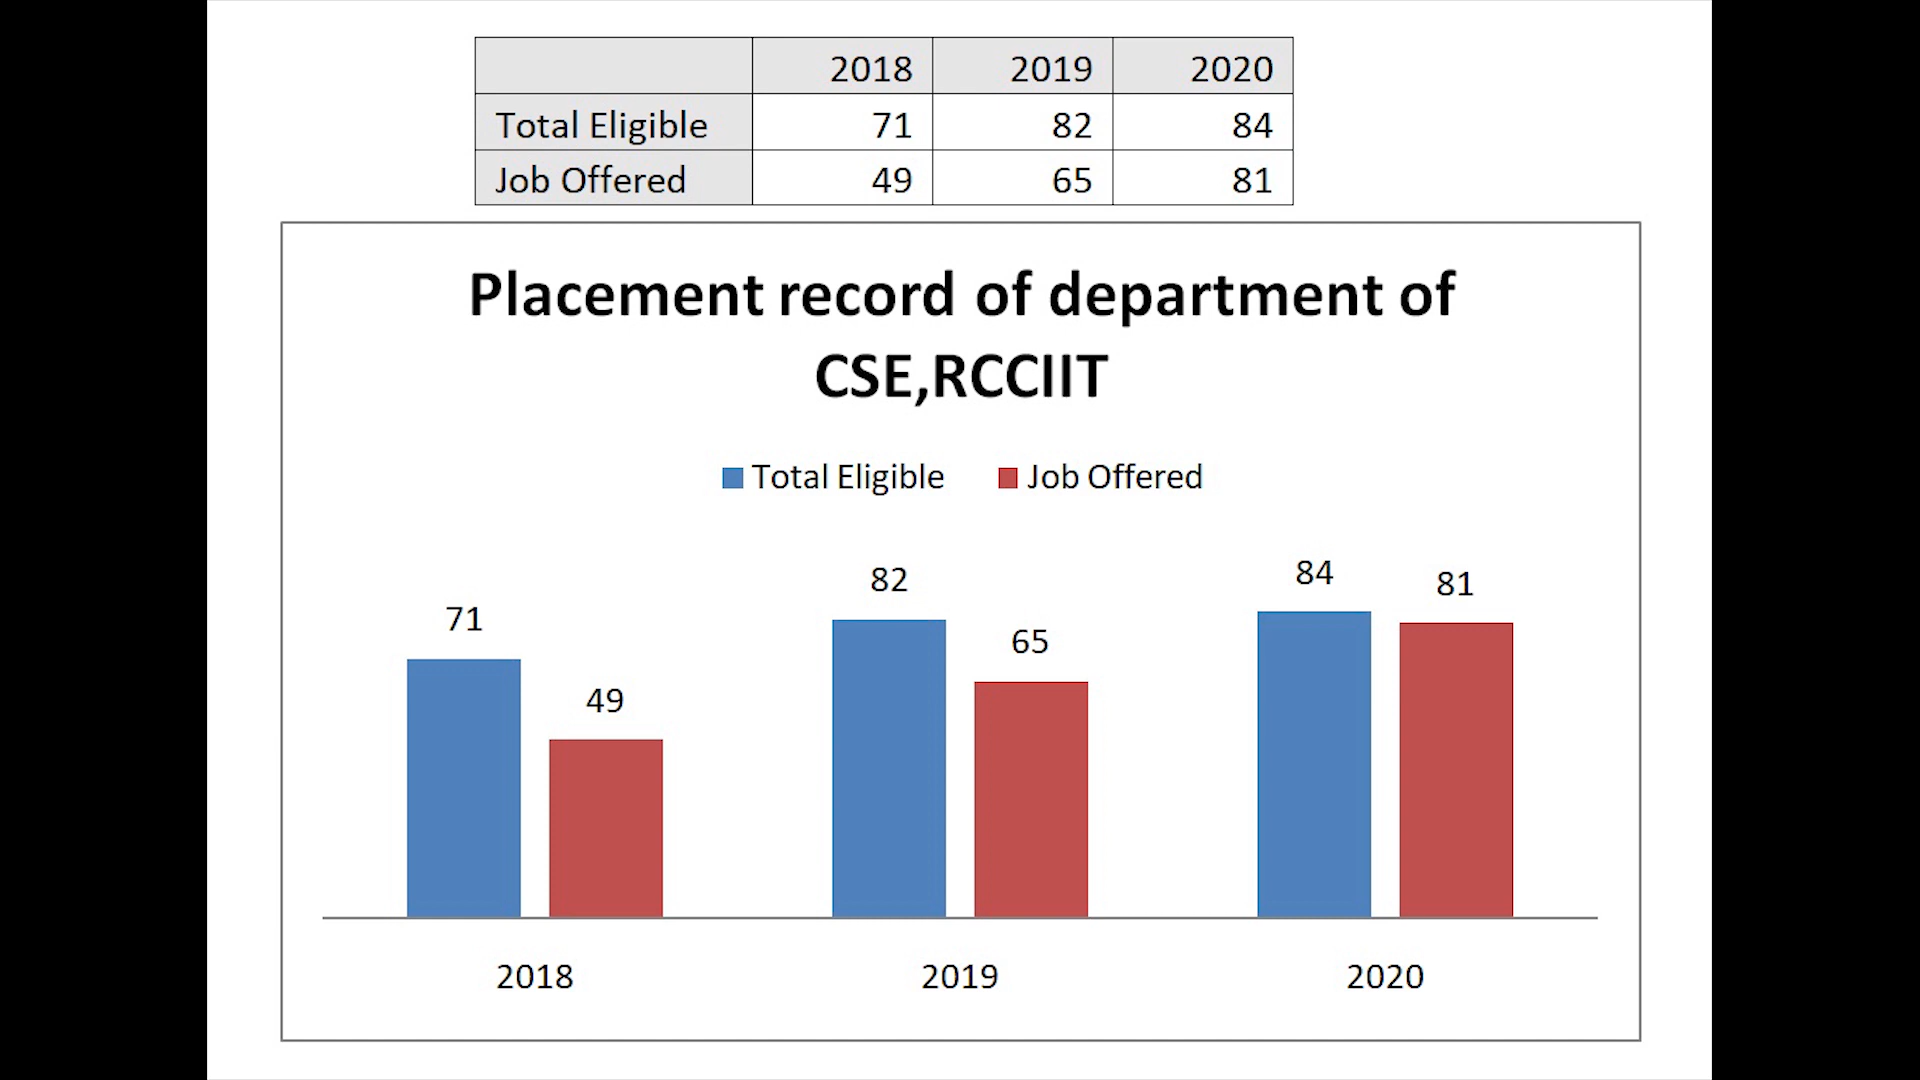 2018 2019 2020
Total Eligible 71 82 84
Job Offered 49 65 81
Placement record of department of
CSE,RCCIIT
Total Eligible Job Offered
71 49 82 65 84 81
2018 2019 2020